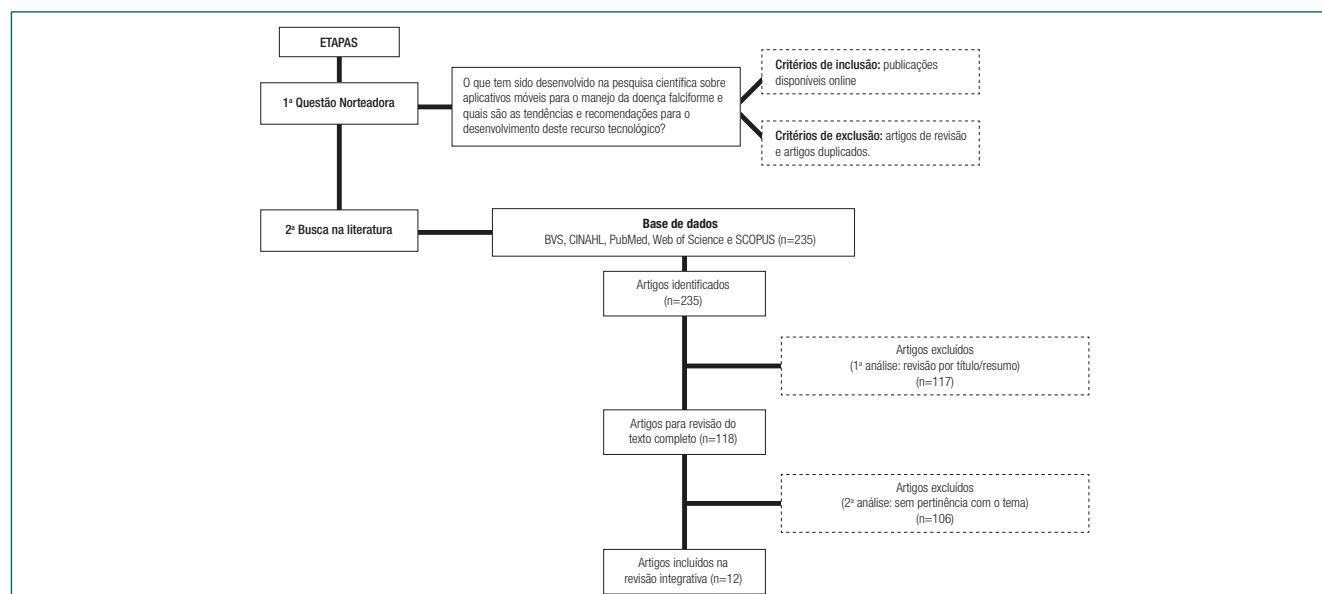 ETAPAS
1ª Questão Norteadora
O que tem sido desenvolvido na pesquisa científica sobre
aplicativos móveis para o manejo da doença falciforme e
quais são as tendências e recomendações para o
desenvolvimento deste recurso tecnológico?
Critérios de inclusão: publicações
disponíveis online
Critérios de exclusão: artigos de revisão
e artigos duplicados.
2ª Busca na literatura
Base de dados
BVS, CINAHL, PubMed, Web of Science e SCOPUS (n=235)
Artigos identificados
(n=235)
Artigos excluídos
(1ª análise: revisão por título/resumo)
(n=117)
Artigos para revisão do
texto completo (n=118)
Artigos excluídos
(2ª análise: sem pertinência com o tema)
(n=106)
Artigos incluídos na
revisão integrativa (n=12)